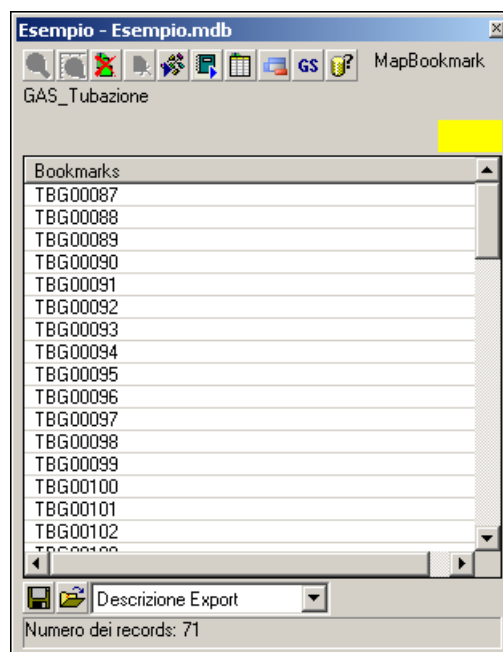 Esempio - Esempio.mdb
GS MapBookmark
GAS_Tubazione
Bookmarks
TBG00087
TBG00088
TBG00089
TBG00090
TBG00091
TBG00092
TBG00093
TBG00094
TBG00095
TBG00096
TBG00097
TBG00098
TBG00099
TBG00100
TBG00101
TBG00102
Descrizione Export
Numero dei records: 71